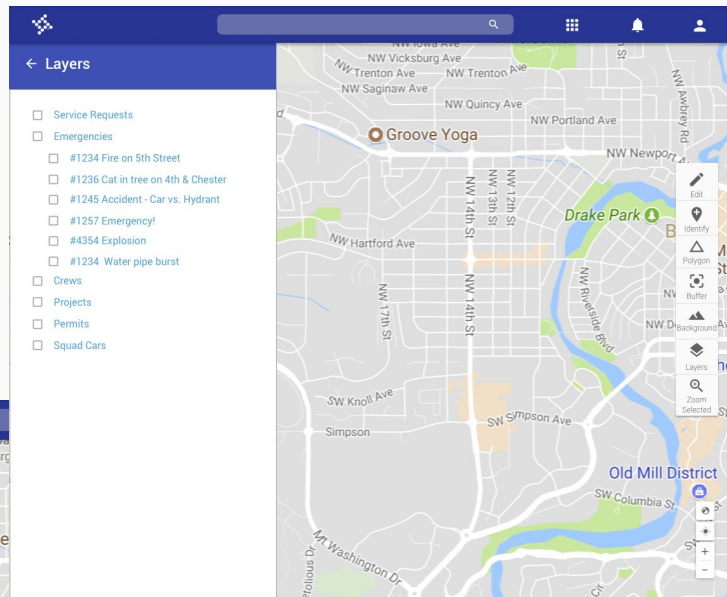 Layers
Service Requests
Emergencies
#1234 Fire on 5th Street
#1236 Cat in tree on 4th & Chester
#1245 Accident - Car vs. Hydrant
#1257 Emergency!
#4354 Explosion
#1234 Water pipe burst
Crews
Projects
Permits
Squad Cars
NW Iowa Ave
NW Vicksburg Ave
NW Trenton Ave
NW Trenton Ave
NW Saginaw Ave
NW Quincy Ave
NW Portland Ave
NW Awbrey Rd
Groove Yoga
NW Newport
NW 14th St
NW 13th St
NW 12th St
Drake Park
NW Hartford Ave
NW 17th St
NW 14th St
NW Riverside Blvd
Edit
Identify
Polygon
Buffer
Background
Layers
Zoom
Selected
SW Knoll Ave
Simpson
SW Simpson Ave
Old Mill District
SW Columbia St
Mt Washington Dr
etolious Dr
Cir
+
-